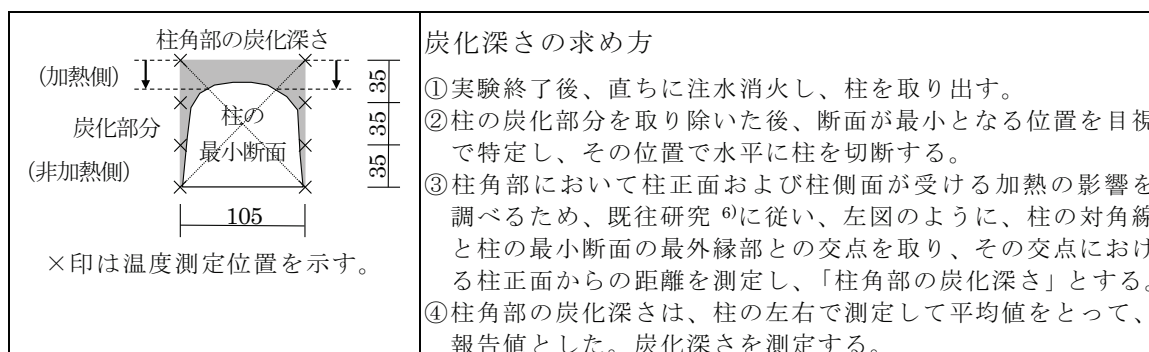 柱角部の炭化深さ
(加熱側)
35
炭化部分
柱の
35
最小断面
(非加熱側)
35
105
×印は温度測定位置を示す。
炭化深さの求め方
①実験終了後、直ちに注水消火し、柱を取り出す。
②柱の炭化部分を取り除いた後、断面が最小となる位置を目視
で特定し、その位置で水平に柱を切断する。
③柱角部において柱正面および柱側面が受ける加熱の影響を
調べるため、既往研究 6)に従い、左図のように、柱の対角線
と柱の最小断面の最外縁部との交点を取り、その交点におけ
る柱正面からの距離を測定し、「柱角部の炭化深さ」とする。
④柱角部の炭化深さは、柱の左右で測定して平均値をとって、
報告値とした。炭化深さを測定する。